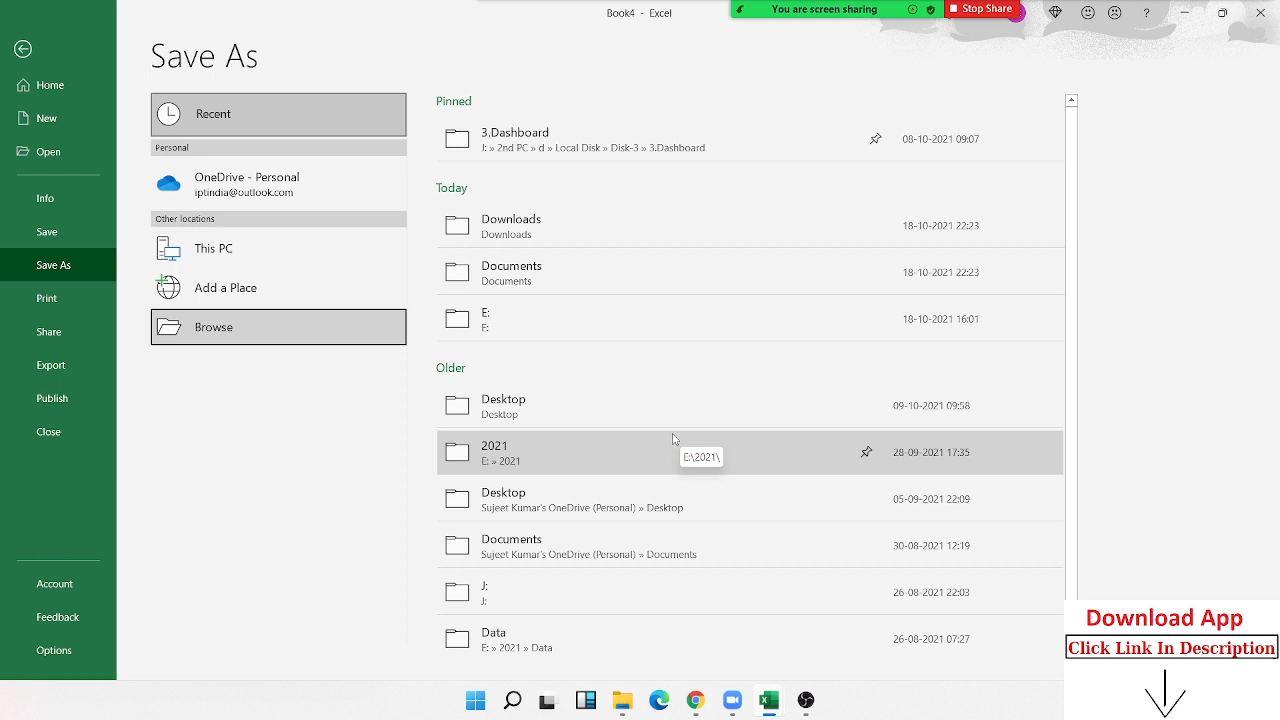 Book4 - Excel
You are screen sharing
Stop Share
?
Save As
Home
New
Open
Info
Save
Save As
Print
Share
Export
Publish
Close
Account
Feedback
Options
Recent
Personal
OneDrive - Personal
iptindia@outlook.com
Other locations
This PC
Add a Place
Browse
Pinned
3.Dashboard
J: » 2nd PC » d » Local Disk » Disk-3 » 3.Dashboard
08-10-2021 09:07
Today
Downloads
Downloads
18-10-2021 22:23
Documents
Documents
18-10-2021 22:23
E:
E:
18-10-2021 16:01
Older
Desktop
Desktop
09-10-2021 09:58
2021
E: » 2021
28-09-2021 17:35
E:\2021\
Desktop
Sujeet Kumar's OneDrive (Personal) » Desktop
05-09-2021 22:09
Documents
Sujeet Kumar's OneDrive (Personal) » Documents
30-08-2021 12:19
J:
J:
26-08-2021 22:03
Data
E: » 2021 » Data
26-08-2021 07:27
Download App
Click Link In Description